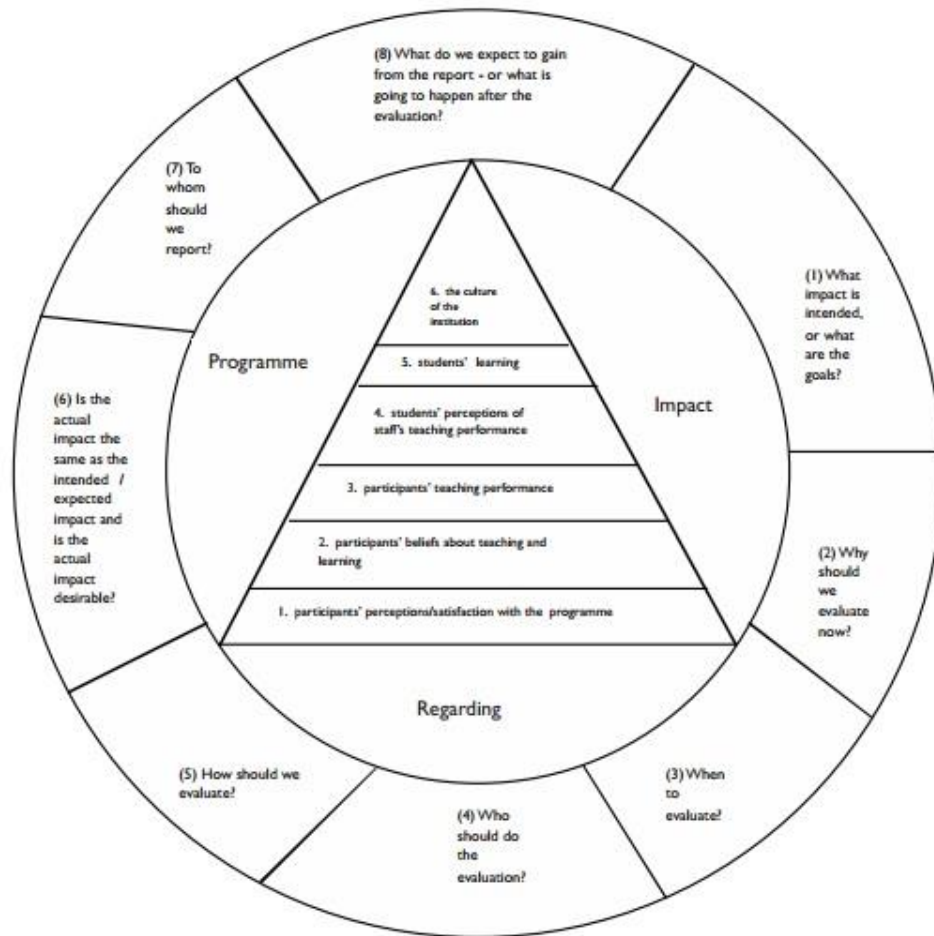 (8) What do we expect to gain
from the report - or what is
going to happen after the
evaluation?
(7) To
whom
should
we
report?
(1) What
impact is
intended,
or what
are the
goals?
6. the culture
of the
institution
Programme
5. students' learning
Impact
4. students' perceptions of
staff's teaching performance
(6) Is the
actual
impact the
same as the
intended /
expected
impact and
is the
actual
impact
desirable?
3. participants' teaching performance
2. participants' beliefs about teaching and
learning
(2) Why
should
we
evaluate
now?
1. participants' perceptions/satisfaction with the programme
Regarding
(5) How should we
evaluate?
(3) When
to
evaluate?
(4) Who
should do
the
evaluation?